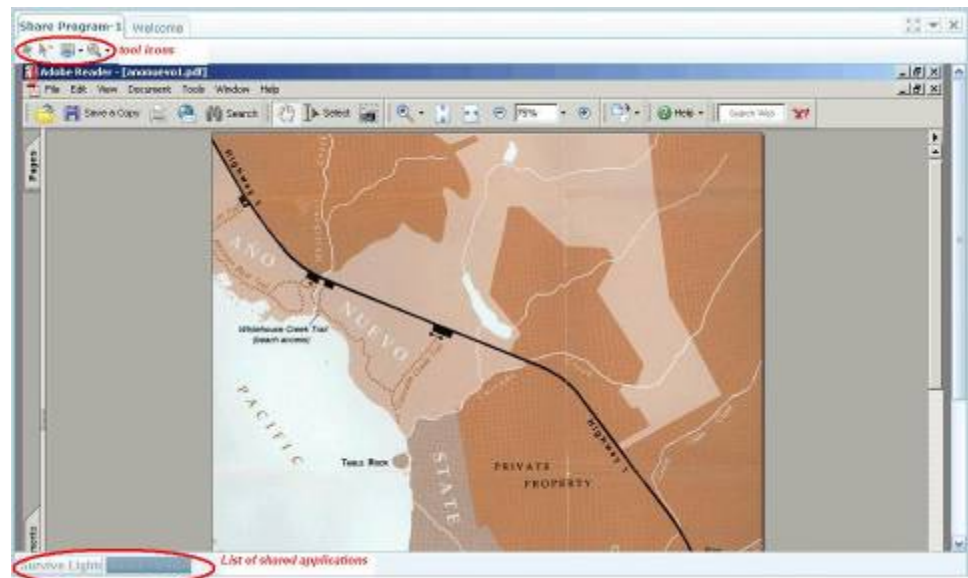 Share Program-1 Welcome
tool icons
Adobe Reader - [anonuevo1.pdf]
File Edit View Document Tools Window Help
Save a Copy Search Select 75% Help Search Web Y!
Pages
Highway 1
AÑO
NUEVO
Whitehouse Creek Trail
(beach access)
PACIFIC
Highway 1
TABLE ROCK
STATE
PRIVATE
PROPERTY
List of shared applications